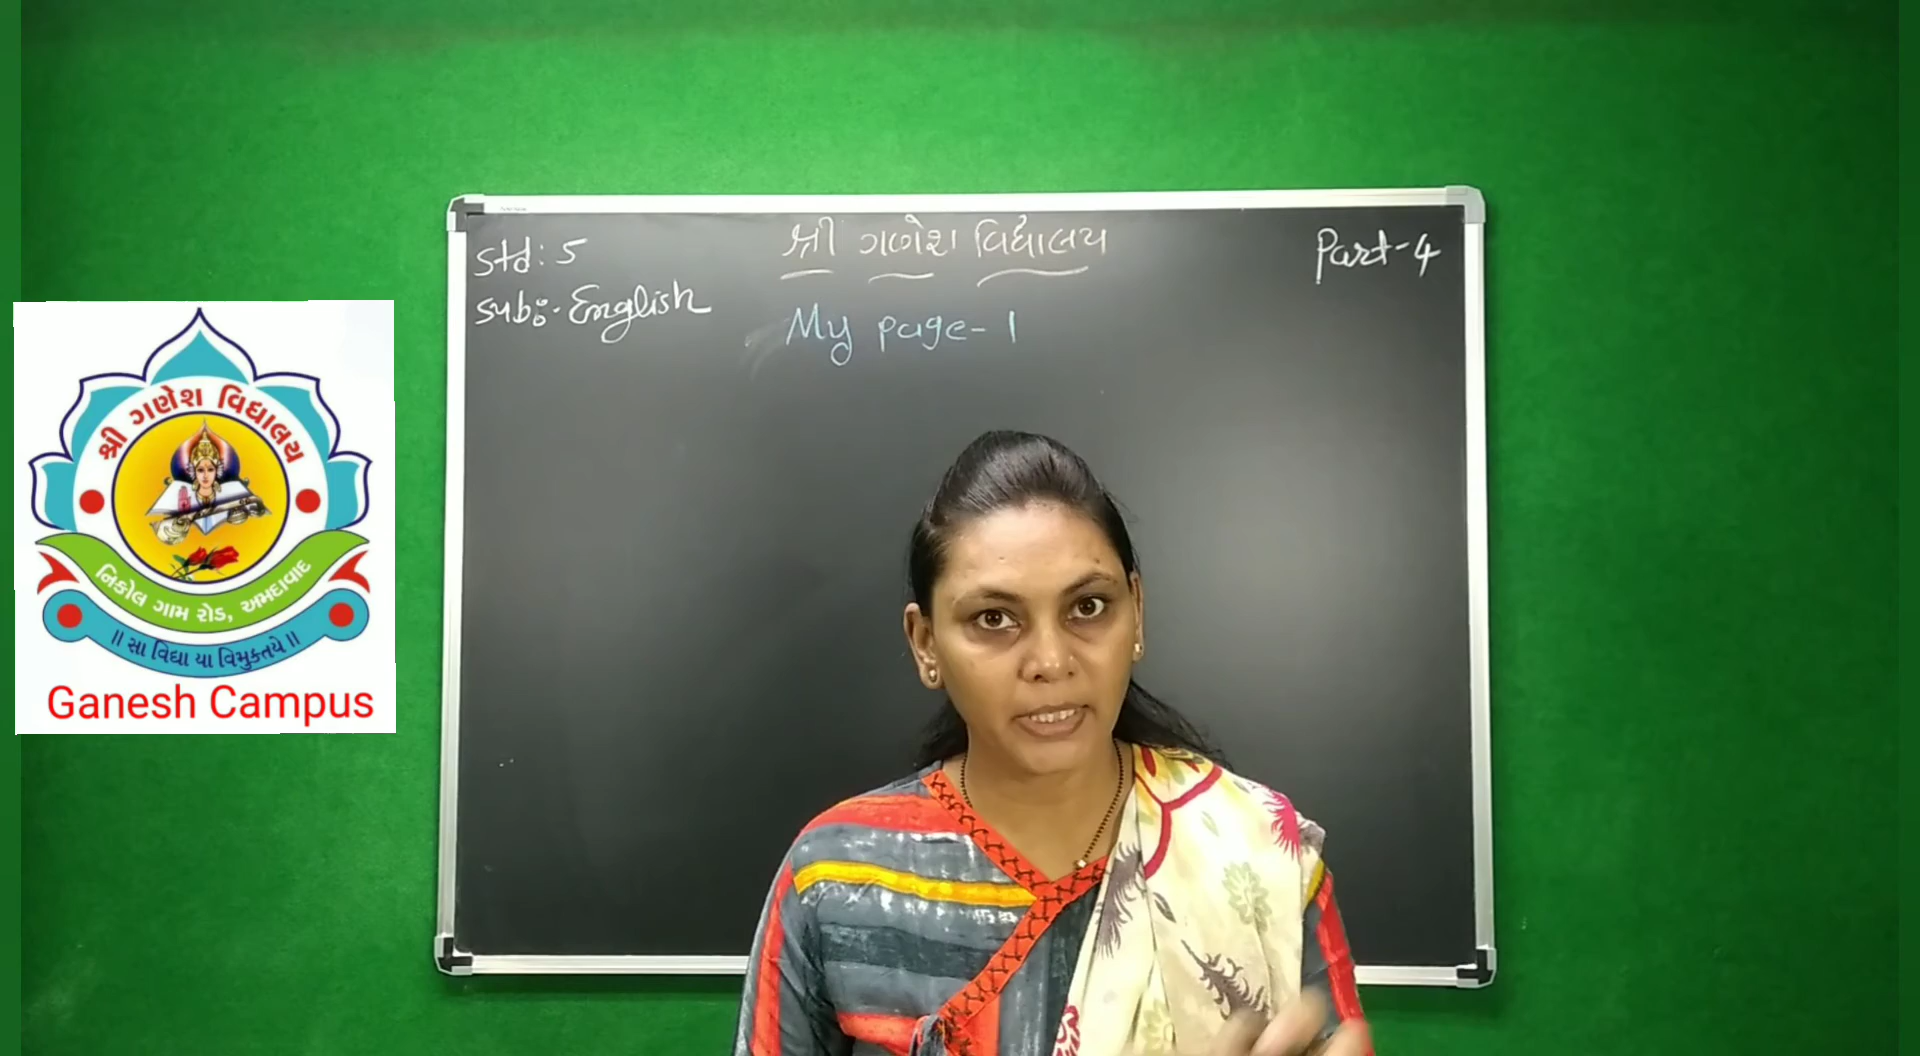 Std: 5
શ્રી ગણેશ વિદ્યાલય
Part-4
Sub:- English
My page-1
શ્રી ગણેશ વિદ્યાલય
નિકોલ ગામ રોડ, અમદાવાદ
॥ સા વિદ્યા યા વિમુક્તયે ॥
Ganesh Campus